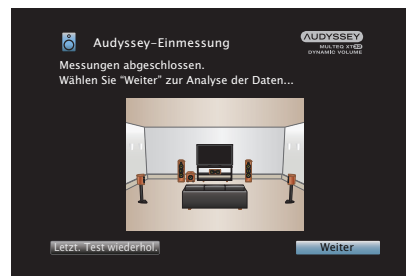 Audyssey-Einmessung
AUDYSSEY
MULTEQ XT32
DYNAMIC VOLUME
Messungen abgeschlossen.
Wählen Sie “Weiter” zur Analyse der Daten...
Letzt. Test wiederhol.
Weiter